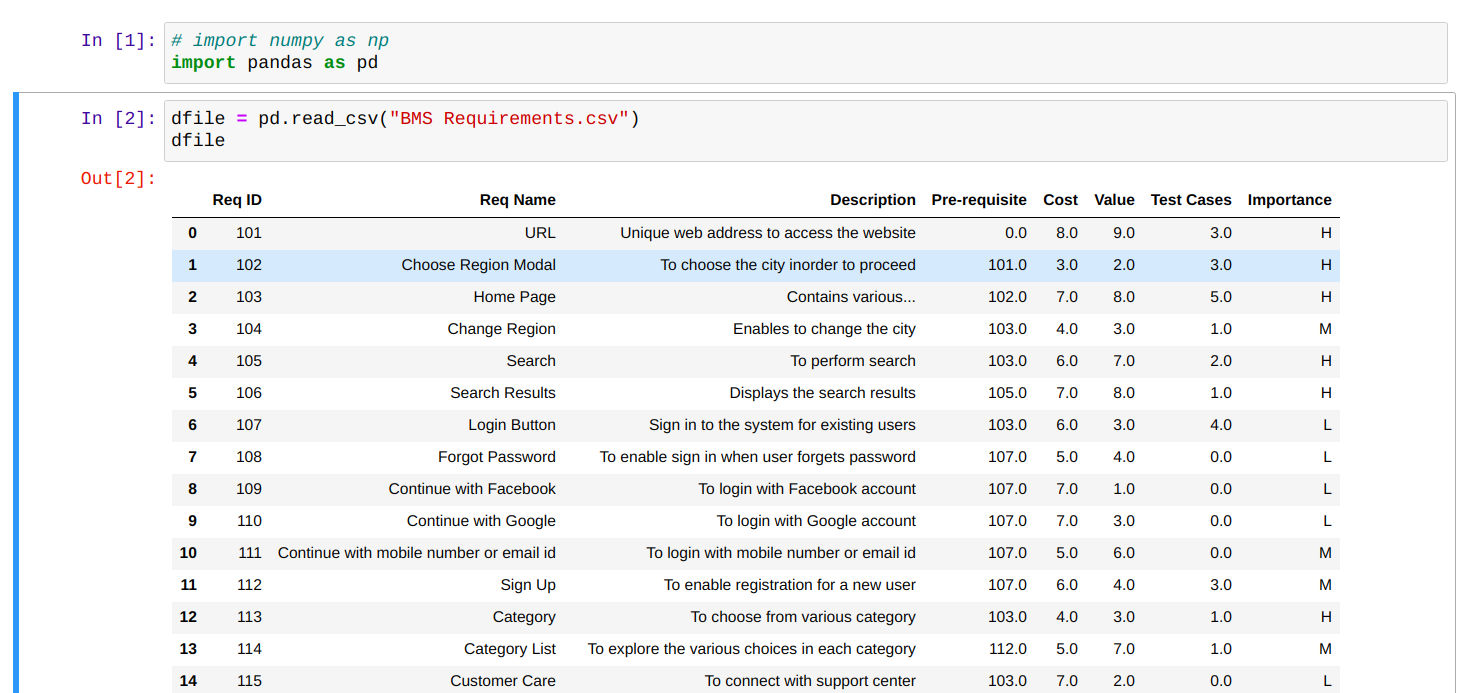 In [1]: # import numpy as np
import pandas as pd
In [2]: dfile = pd.read_csv("BMS Requirements.csv")
dfile
Out[2]:
Req ID Req Name Description Pre-requisite Cost Value Test Cases Importance
0 101 URL Unique web address to access the website 0.0 8.0 9.0 3.0 H
1 102 Choose Region Modal To choose the city inorder to proceed 101.0 3.0 2.0 3.0 H
2 103 Home Page Contains various... 102.0 7.0 8.0 5.0 H
3 104 Change Region Enables to change the city 103.0 4.0 3.0 1.0 M
4 105 Search To perform search 103.0 6.0 7.0 2.0 H
5 106 Search Results Displays the search results 105.0 7.0 8.0 1.0 H
6 107 Login Button Sign in to the system for existing users 103.0 6.0 3.0 4.0 L
7 108 Forgot Password To enable sign in when user forgets password 107.0 5.0 4.0 0.0 L
8 109 Continue with Facebook To login with Facebook account 107.0 7.0 1.0 0.0 L
9 110 Continue with Google To login with Google account 107.0 7.0 3.0 0.0 L
10 111 Continue with mobile number or email id To login with mobile number or email id 107.0 5.0 6.0 0.0 M
11 112 Sign Up To enable registration for a new user 107.0 6.0 4.0 3.0 M
12 113 Category To choose from various category 103.0 4.0 3.0 1.0 H
13 114 Category List To explore the various choices in each category 112.0 5.0 7.0 1.0 M
14 115 Customer Care To connect with support center 103.0 7.0 2.0 0.0 L